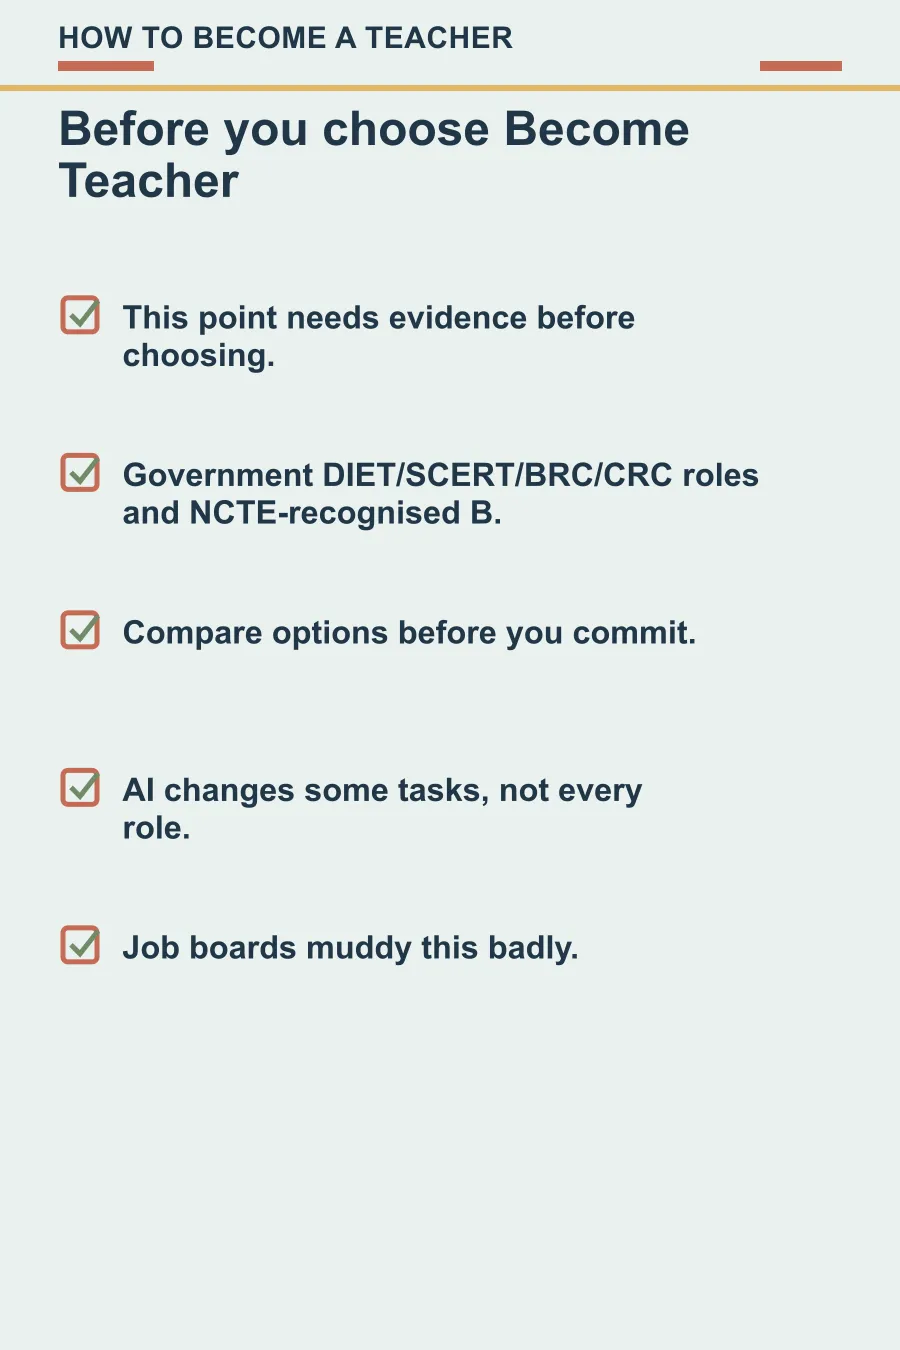 HOW TO BECOME A TEACHER
Before you choose Become
Teacher
This point needs evidence before
choosing.
Government DIET/SCERT/BRC/CRC roles
and NCTE-recognised B.
Compare options before you commit.
AI changes some tasks, not every
role.
Job boards muddy this badly.